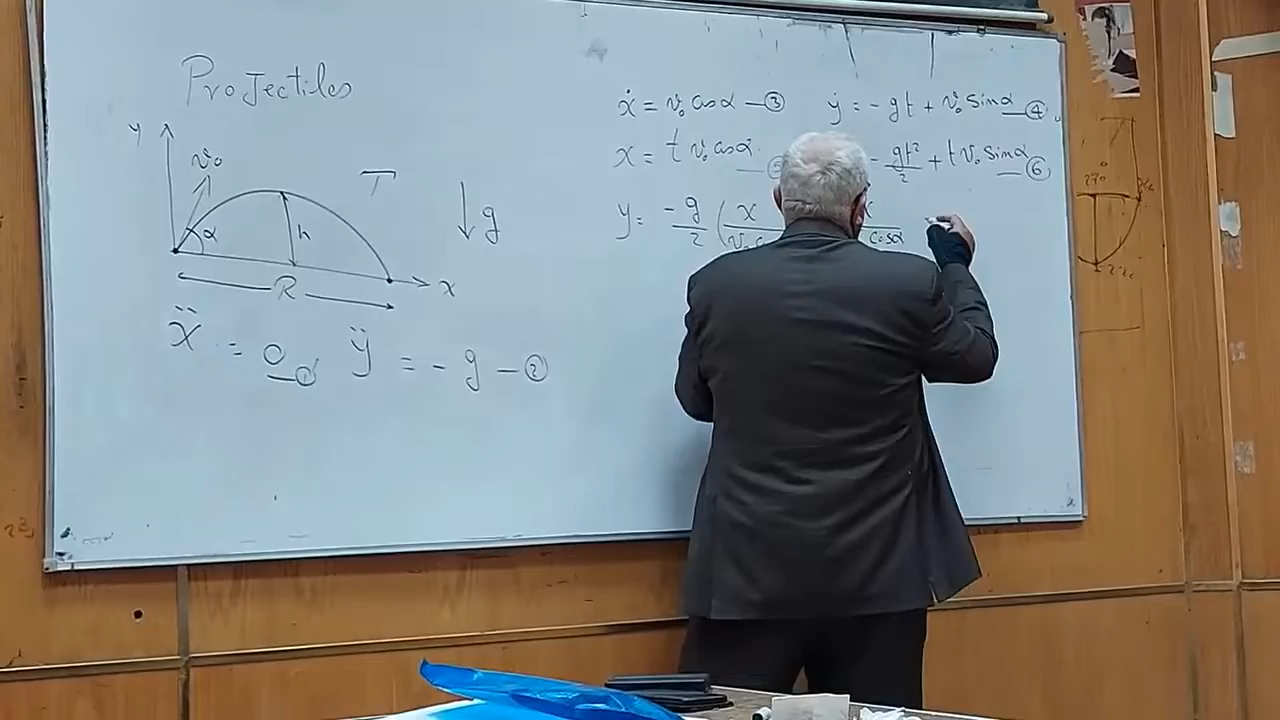 Projectiles
y
v₀
T
α
h
↓ g
R
x
ẍ = 0 — ①   ÿ = - g — ②
ẋ = v₀ cos α — ③   ẏ = - gt + v₀ sin α — ④
x = t v₀ cos α — ⑤   - gt²/2 + t v₀ sin α — ⑥
y = -g/2 ( x / v₀ c   x / cos α